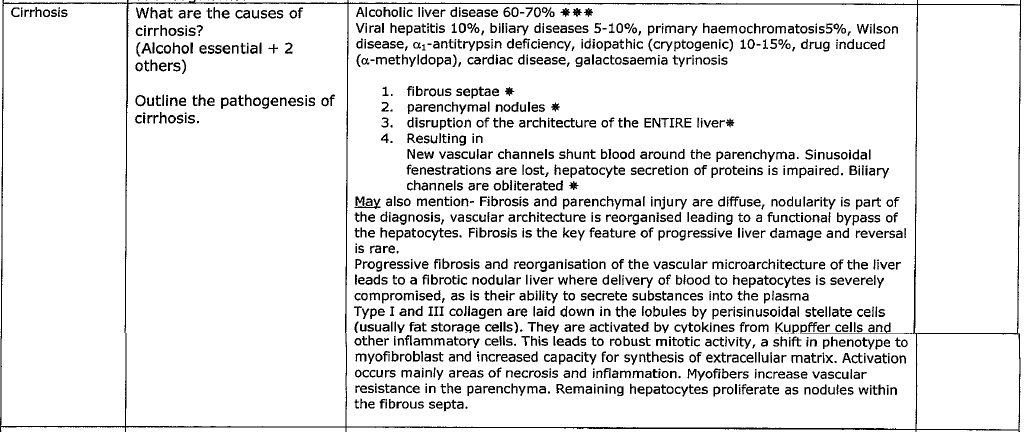 Cirrhosis
What are the causes of
cirrhosis?
(Alcohol essential + 2
others)
Outline the pathogenesis of
cirrhosis.
Alcoholic liver disease 60-70% ✱✱✱
Viral hepatitis 10%, biliary diseases 5-10%, primary haemochromatosis5%, Wilson
disease, α₁-antitrypsin deficiency, idiopathic (cryptogenic) 10-15%, drug induced
(α-methyldopa), cardiac disease, galactosaemia tyrinosis
1. fibrous septae ✱
2. parenchymal nodules ✱
3. disruption of the architecture of the ENTIRE liver✱
4. Resulting in
New vascular channels shunt blood around the parenchyma. Sinusoidal
fenestrations are lost, hepatocyte secretion of proteins is impaired. Biliary
channels are obliterated ✱
May also mention- Fibrosis and parenchymal injury are diffuse, nodularity is part of
the diagnosis, vascular architecture is reorganised leading to a functional bypass of
the hepatocytes. Fibrosis is the key feature of progressive liver damage and reversal
is rare.
Progressive fibrosis and reorganisation of the vascular microarchitecture of the liver
leads to a fibrotic nodular liver where delivery of blood to hepatocytes is severely
compromised, as is their ability to secrete substances into the plasma
Type I and III collagen are laid down in the lobules by perisinusoidal stellate cells
(usually fat storage cells). They are activated by cytokines from Kuppffer cells and
other inflammatory cells. This leads to robust mitotic activity, a shift in phenotype to
myofibroblast and increased capacity for synthesis of extracellular matrix. Activation
occurs mainly areas of necrosis and inflammation. Myofibers increase vascular
resistance in the parenchyma. Remaining hepatocytes proliferate as nodules within
the fibrous septa.